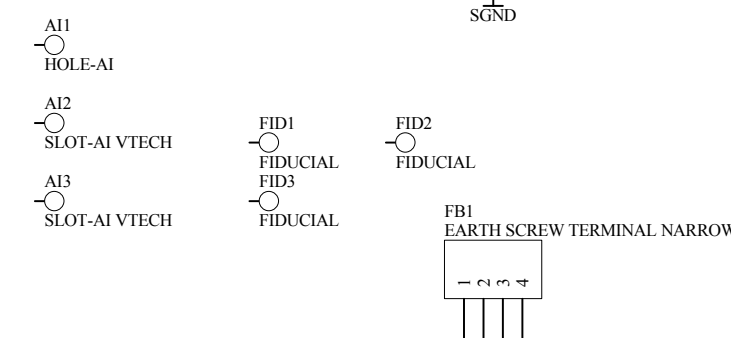 SGND
AI1
HOLE-AI
AI2
SLOT-AI VTECH
AI3
SLOT-AI VTECH
FID1
FIDUCIAL
FID3
FIDUCIAL
FID2
FIDUCIAL
FB1
EARTH SCREW TERMINAL NARROW
1
2
3
4